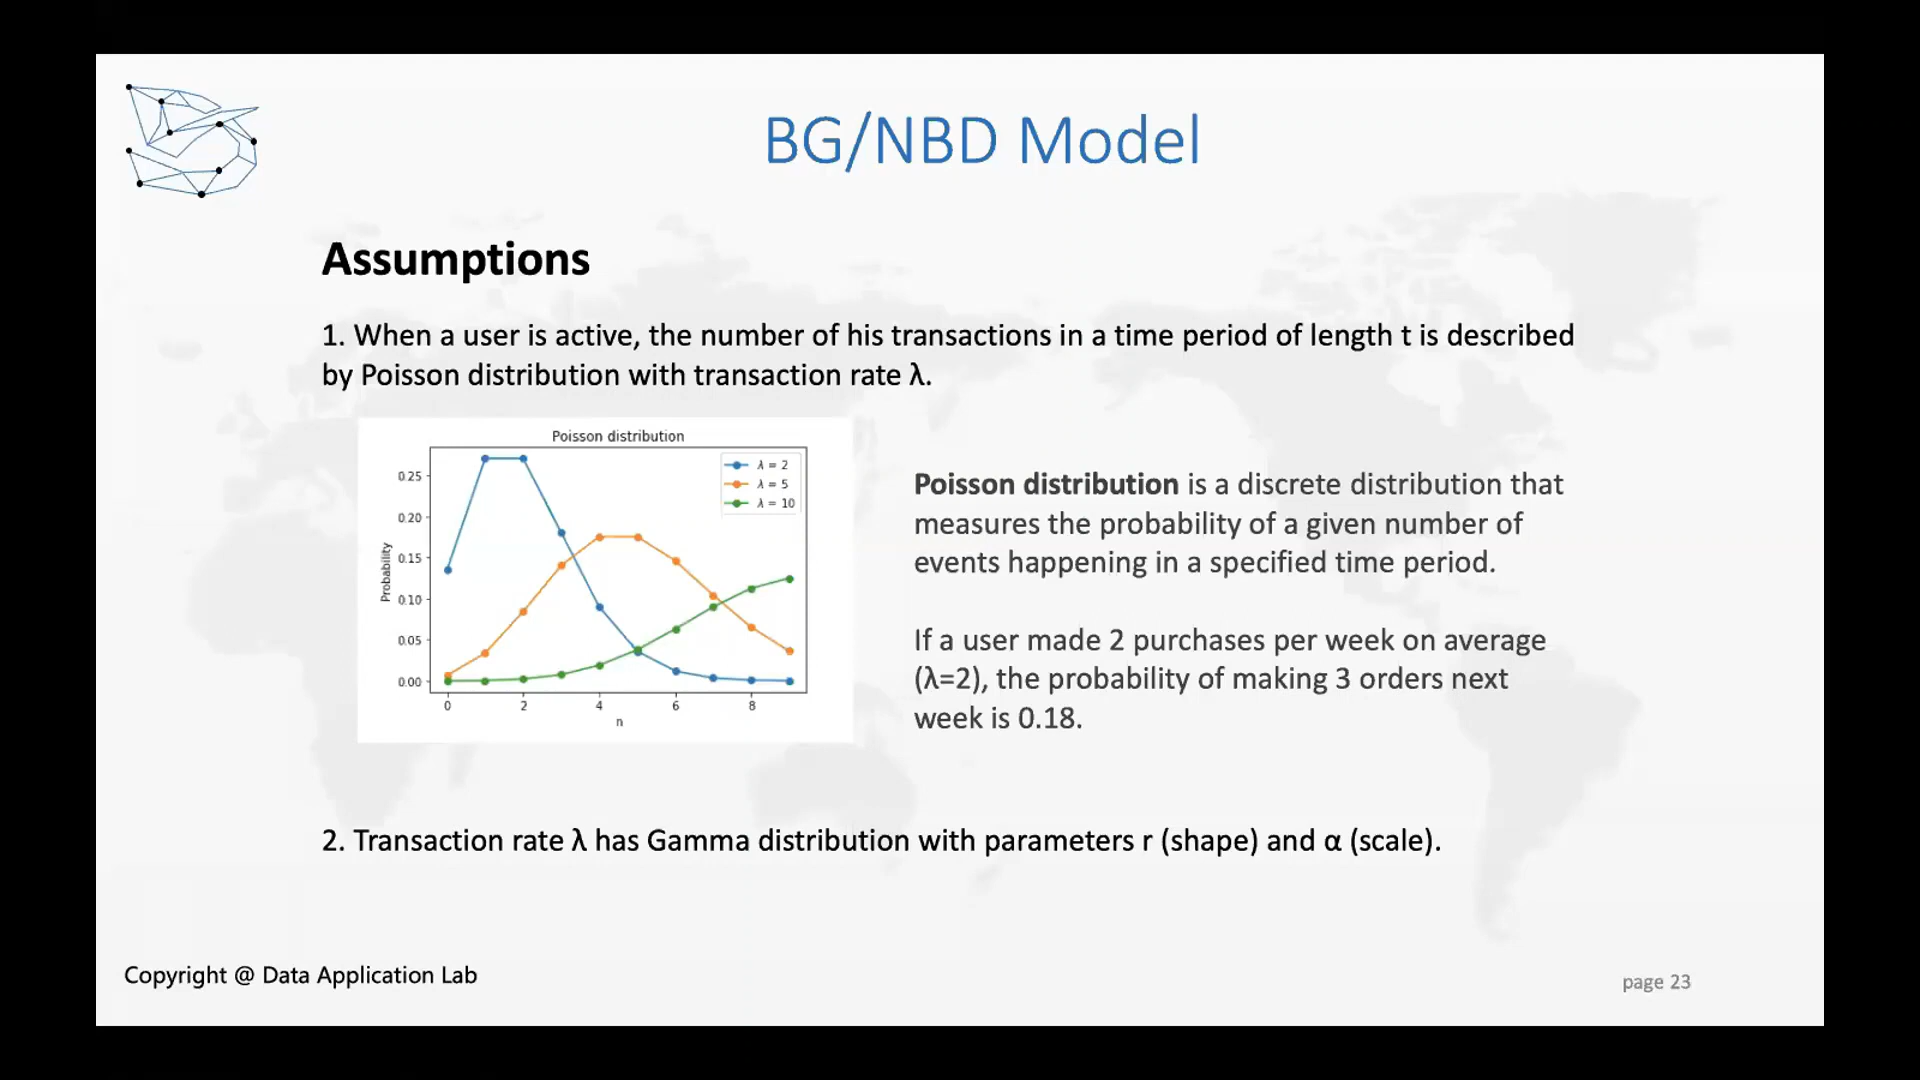 BG/NBD Model
Assumptions
1. When a user is active, the number of his transactions in a time period of length t is described
by Poisson distribution with transaction rate λ.
Poisson distribution
λ = 2
λ = 5
λ = 10
0.25
0.20
0.15
0.10
0.05
0.00
Probability
0 2 4 6 8
n
Poisson distribution is a discrete distribution that
measures the probability of a given number of
events happening in a specified time period.
If a user made 2 purchases per week on average
(λ=2), the probability of making 3 orders next
week is 0.18.
2. Transaction rate λ has Gamma distribution with parameters r (shape) and α (scale).
Copyright @ Data Application Lab
page 23